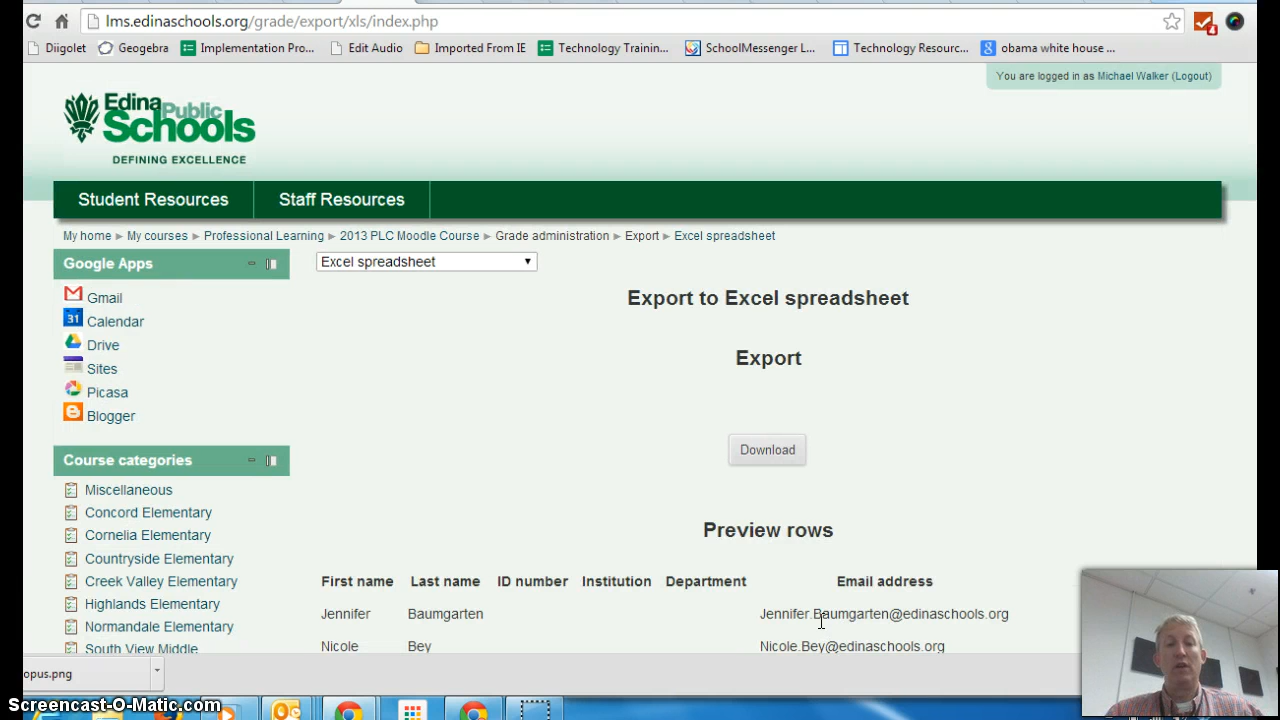 lms.edinaschools.org/grade/export/xls/index.php
4
Diigolet Geogebra Implementation Pro... Edit Audio Imported From IE Technology Trainin... SchoolMessenger L... Technology Resourc... obama white house ...
You are logged in as Michael Walker (Logout)
Edina Public
Schools
DEFINING EXCELLENCE
Student Resources Staff Resources
My home ► My courses ► Professional Learning ► 2013 PLC Moodle Course ► Grade administration ► Export ► Excel spreadsheet
Google Apps
Excel spreadsheet
Gmail
31 Calendar
Drive
Sites
Picasa
Blogger
Export to Excel spreadsheet
Export
Download
Course categories
Miscellaneous
Concord Elementary
Cornelia Elementary
Countryside Elementary
Creek Valley Elementary
Highlands Elementary
Normandale Elementary
South View Middle
Preview rows
First name Last name ID number Institution Department Email address
Jennifer Baumgarten Jennifer.Baumgarten@edinaschools.org
Nicole Bey Nicole.Bey@edinaschools.org
opus.png
Screencast-O-Matic.com